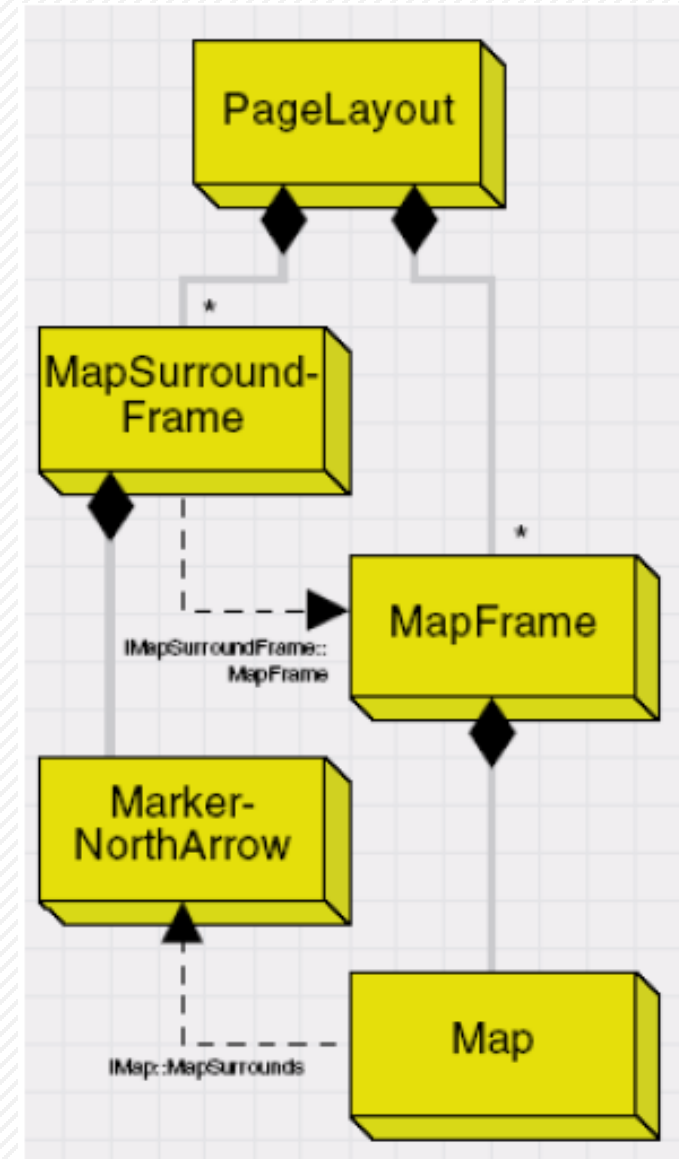 PageLayout
*
MapSurround-
Frame
*
MapFrame
IMapSurroundFrame::
MapFrame
Marker-
NorthArrow
Map
IMap::MapSurrounds